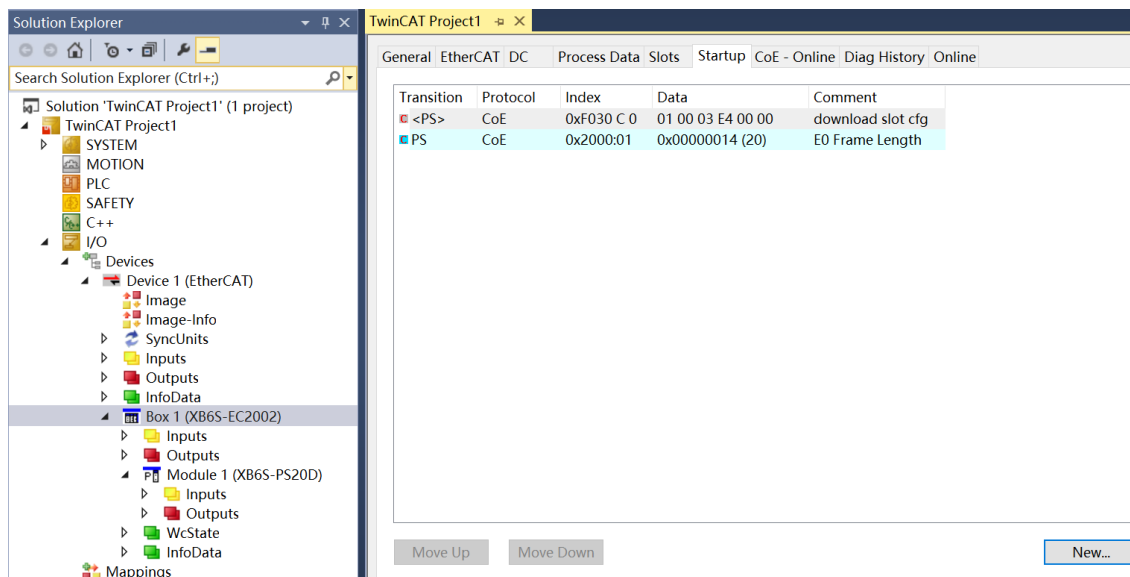 Solution Explorer
Search Solution Explorer (Ctrl+;)
Solution 'TwinCAT Project1' (1 project)
TwinCAT Project1
SYSTEM
MOTION
PLC
SAFETY
C++
I/O
Devices
Device 1 (EtherCAT)
Image
Image-Info
SyncUnits
Inputs
Outputs
InfoData
Box 1 (XB6S-EC2002)
Inputs
Outputs
Module 1 (XB6S-PS20D)
Inputs
Outputs
WcState
InfoData
Mappings
TwinCAT Project1
General EtherCAT DC Process Data Slots Startup CoE - Online Diag History Online
Transition Protocol Index Data Comment
C <PS> CoE 0xF030 C 0 01 00 03 E4 00 00 download slot cfg
C PS CoE 0x2000:01 0x00000014 (20) E0 Frame Length
Move Up Move Down New...